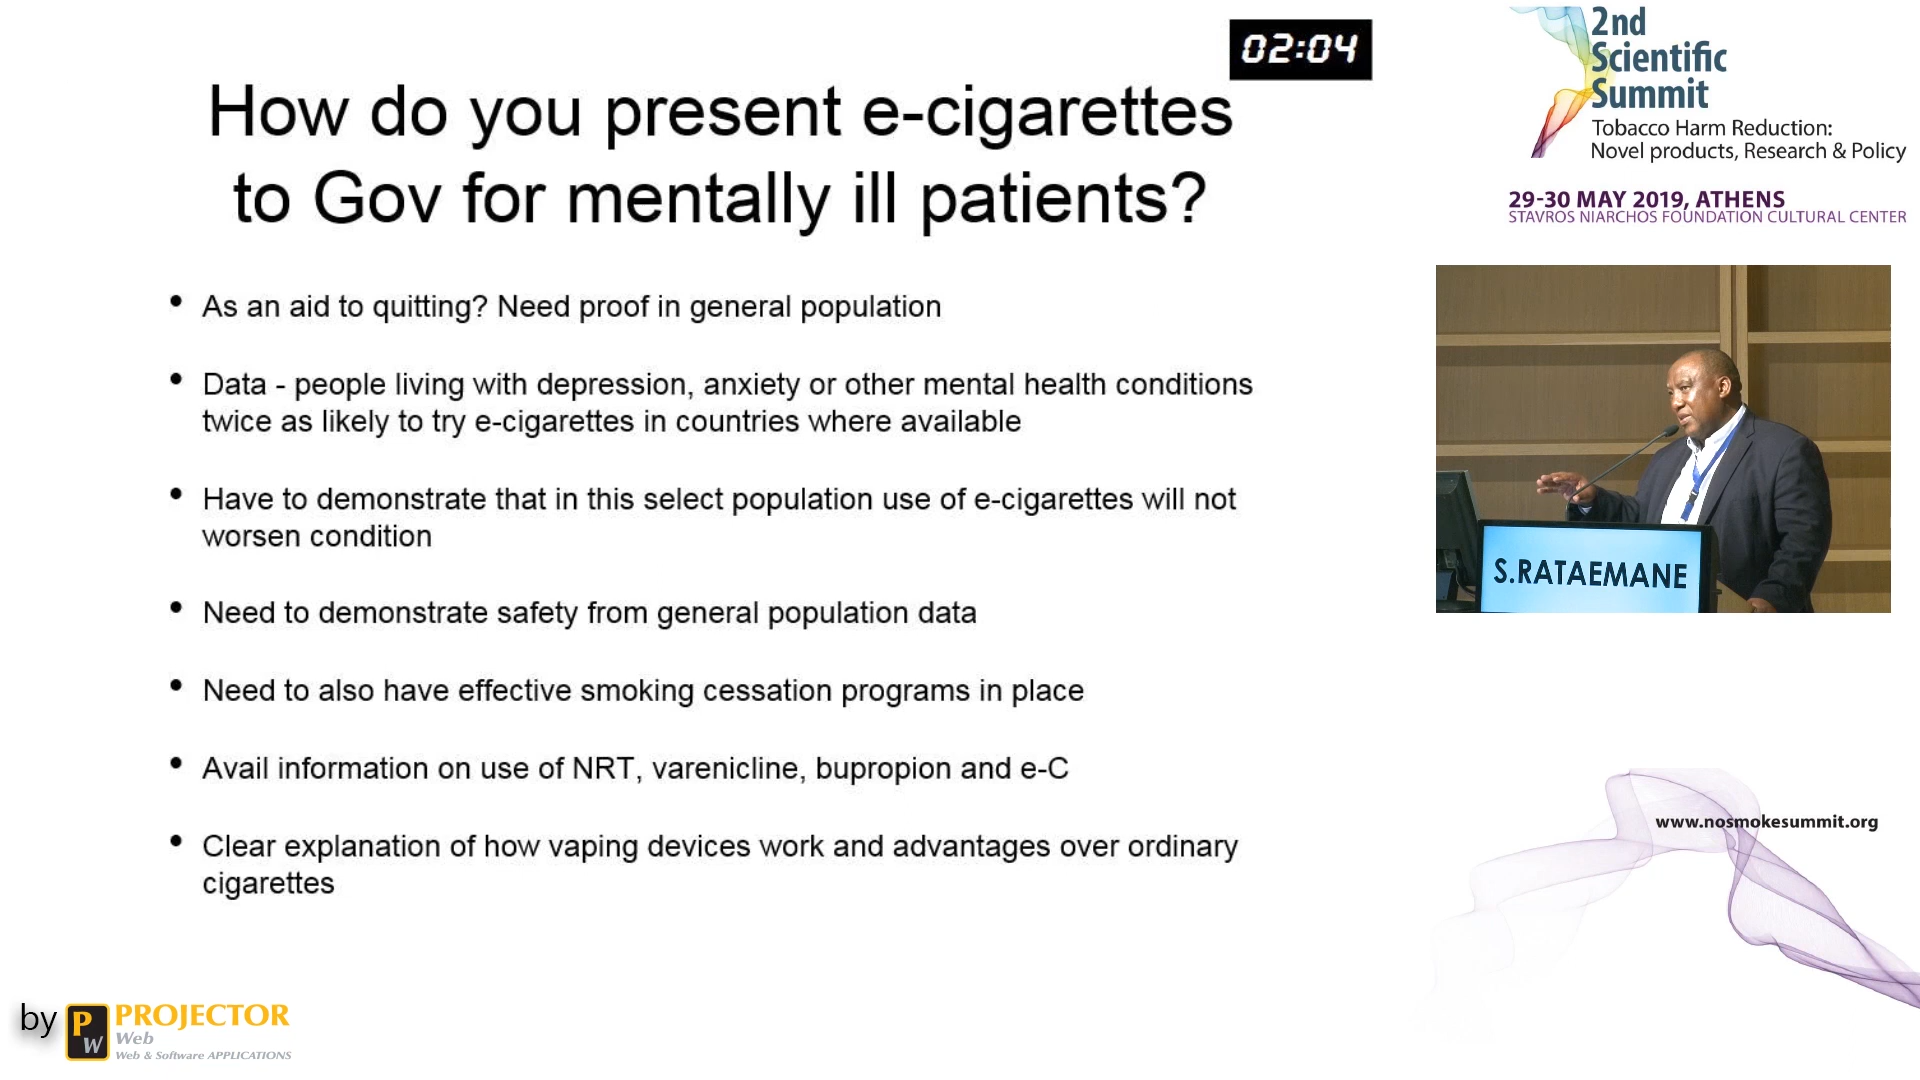 02:04
How do you present e-cigarettes
to Gov for mentally ill patients?
• As an aid to quitting? Need proof in general population
• Data - people living with depression, anxiety or other mental health conditions
twice as likely to try e-cigarettes in countries where available
• Have to demonstrate that in this select population use of e-cigarettes will not
worsen condition
• Need to demonstrate safety from general population data
• Need to also have effective smoking cessation programs in place
• Avail information on use of NRT, varenicline, bupropion and e-C
• Clear explanation of how vaping devices work and advantages over ordinary
cigarettes
2nd
Scientific
Summit
Tobacco Harm Reduction:
Novel products, Research & Policy
29-30 MAY 2019, ATHENS
STAVROS NIARCHOS FOUNDATION CULTURAL CENTER
S.RATAEMANE
www.nosmokesummit.org
by PW PROJECTOR
Web
Web & Software APPLICATIONS